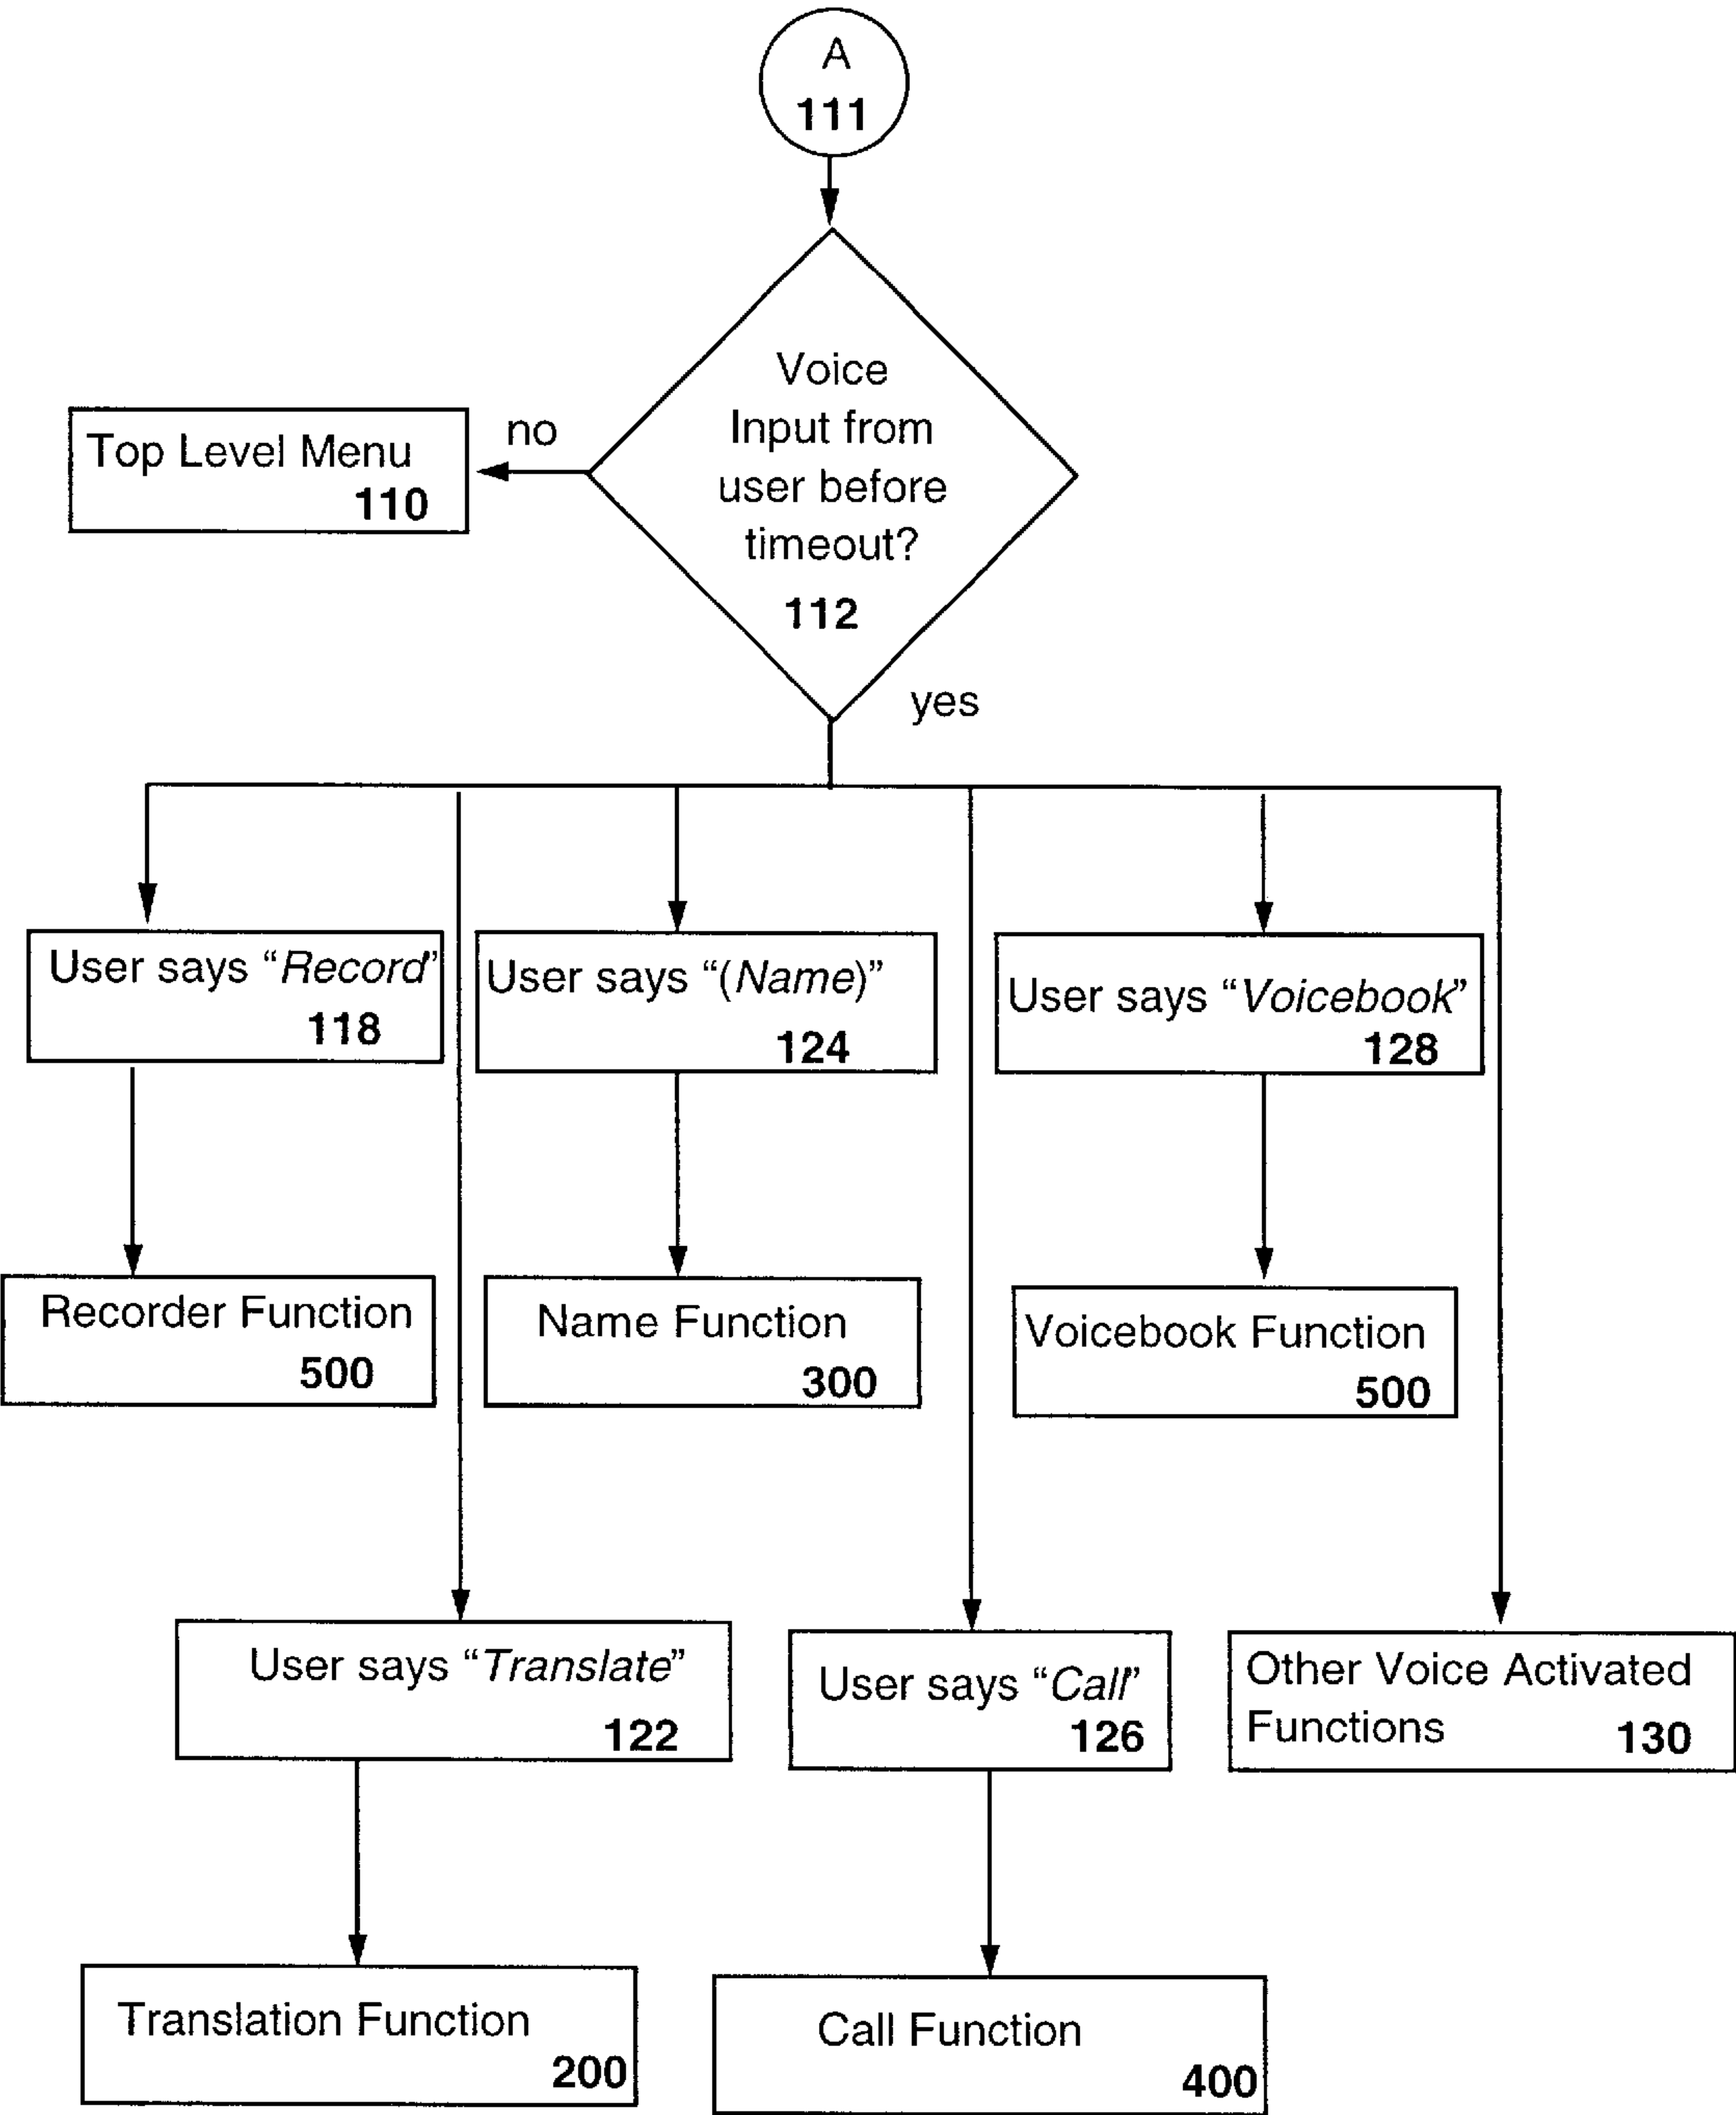 A
111
Voice
Input from
user before
timeout?
112
no
Top Level Menu
110
yes
User says “Record”
118
User says “(Name)”
124
User says “Voicebook”
128
Recorder Function
500
Name Function
300
Voicebook Function
500
User says “Translate”
122
User says “Call”
126
Other Voice Activated
Functions 130
Translation Function
200
Call Function
400